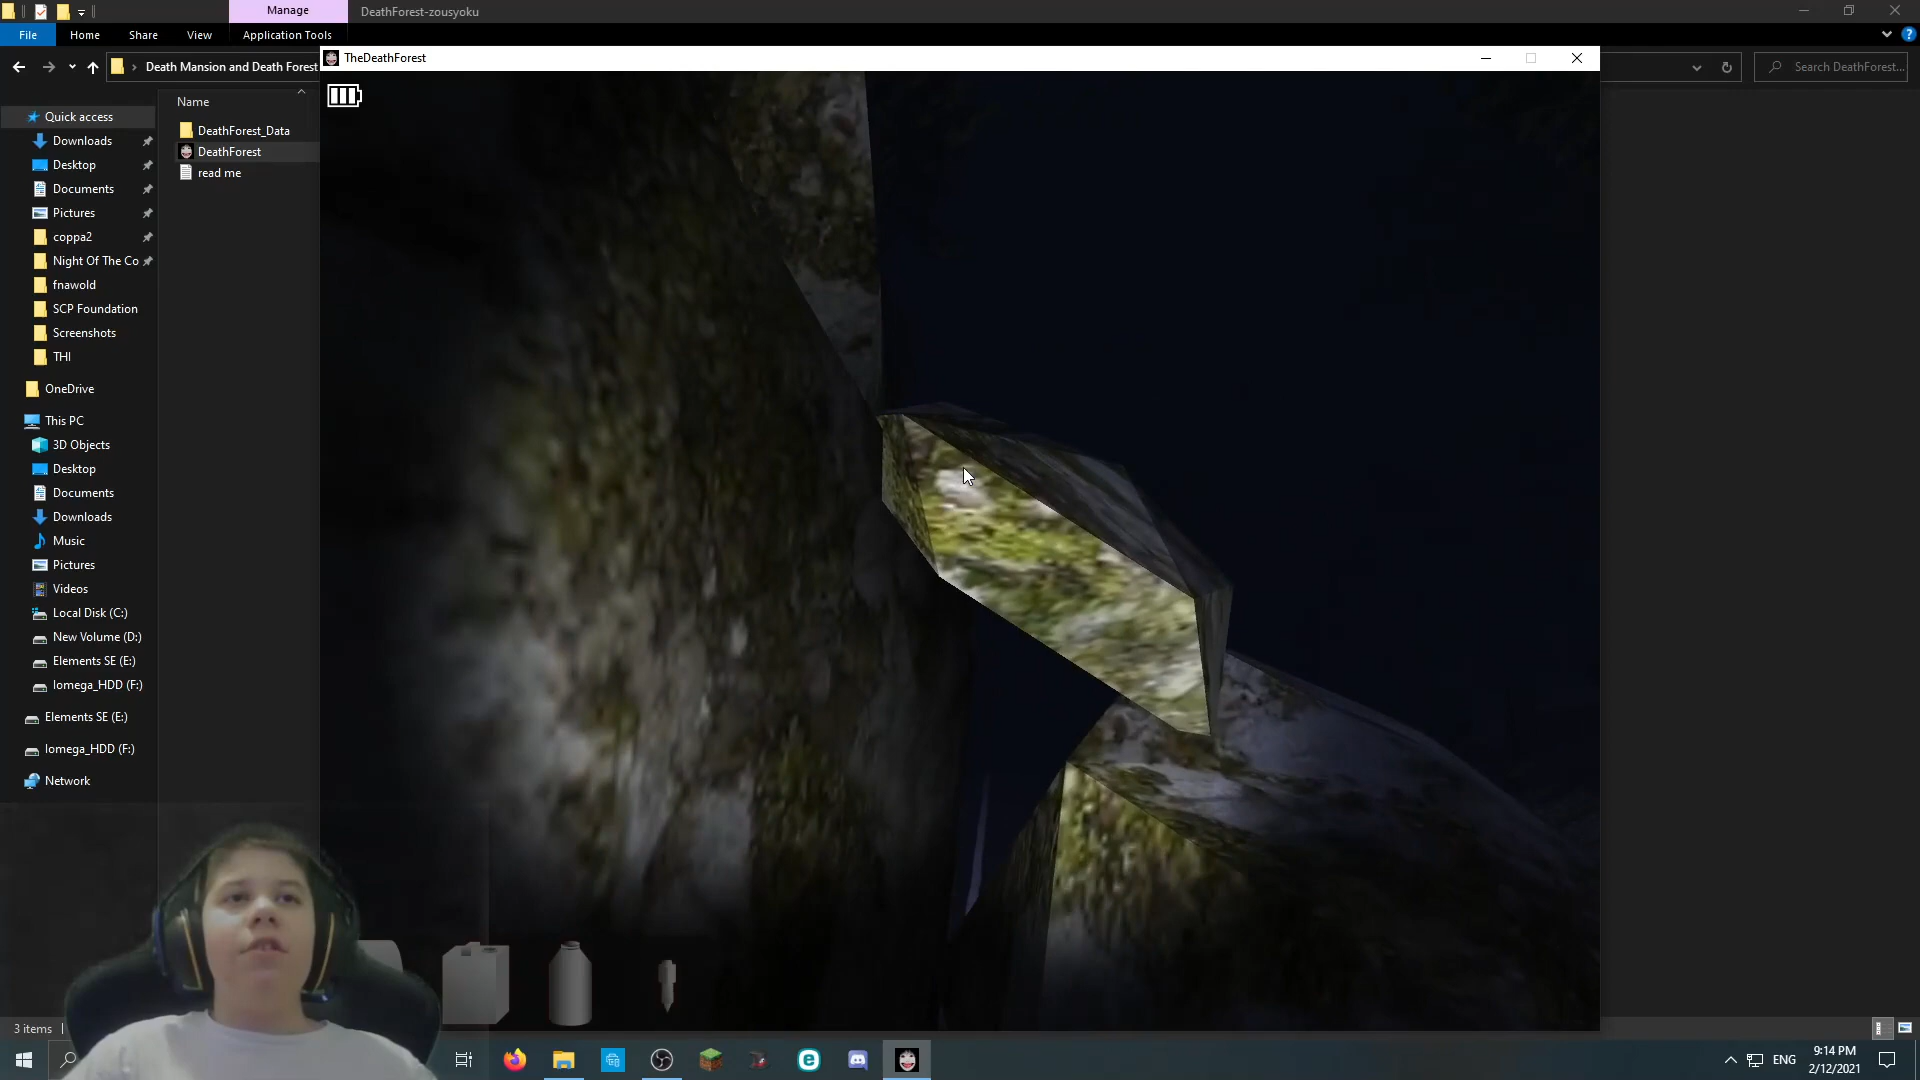 Manage
DeathForest-zousyoku
File
Home
Share
View
Application Tools
Death Mansion and Death Forest
Search DeathForest...
TheDeathForest
Name
DeathForest_Data
DeathForest
read me
Quick access
Downloads
Desktop
Documents
Pictures
coppa2
Night Of The Co
fnawold
SCP Foundation
Screenshots
THI
OneDrive
This PC
3D Objects
Desktop
Documents
Downloads
Music
Pictures
Videos
Local Disk (C:)
New Volume (D:)
Elements SE (E:)
Iomega_HDD (F:)
Elements SE (E:)
Iomega_HDD (F:)
Network
3 items
ENG
9:14 PM
2/12/2021